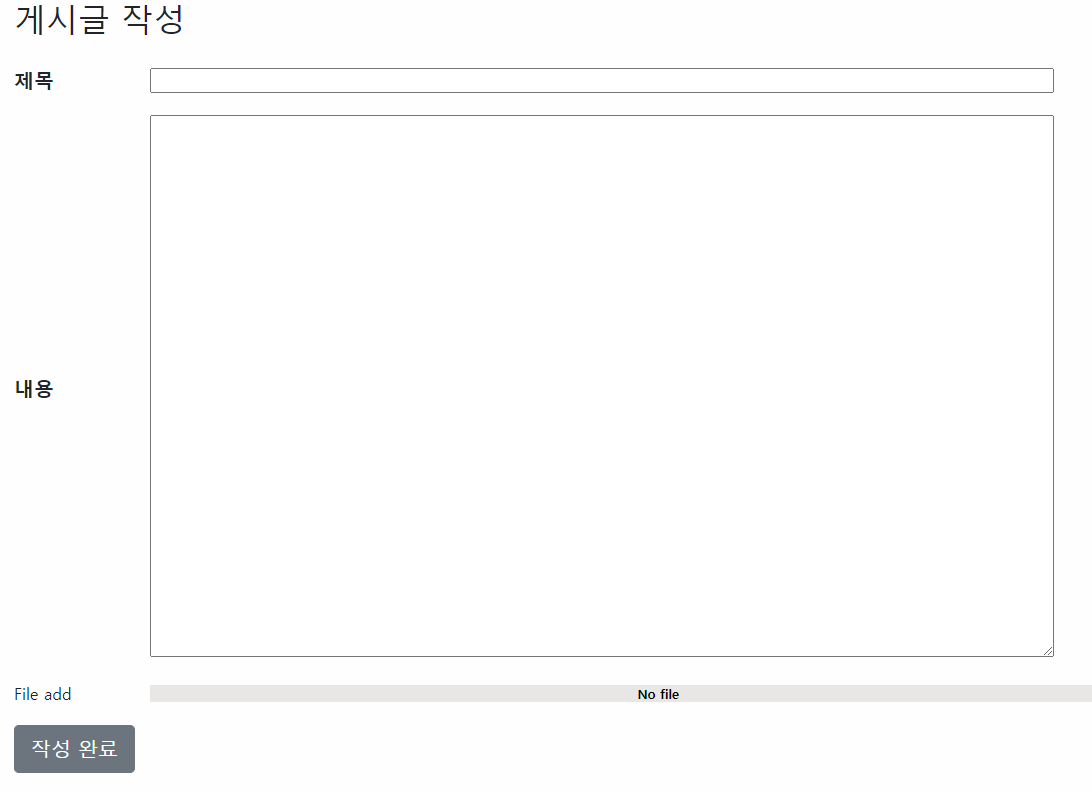 게시글 작성
제목
내용
File add
No file
작성 완료